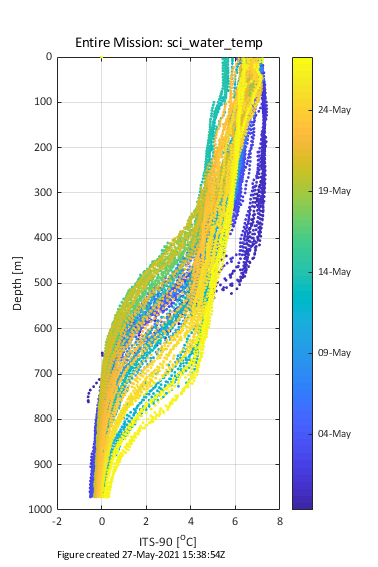 Entire Mission: sci_water_temp
0
100
200
300
400
500
600
700
800
900
1000
Depth [m]
-2 0 2 4 6 8
ITS-90 [°C]
24-May
19-May
14-May
09-May
04-May
Figure created 27-May-2021 15:38:54Z